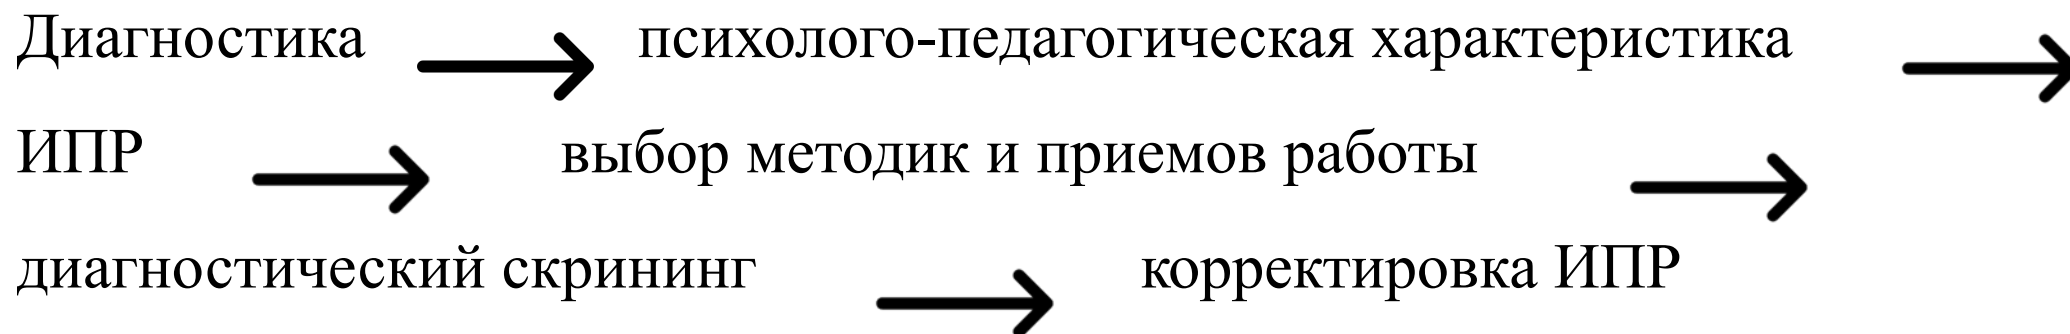 Диагностика → психолого-педагогическая характеристика →
ИПР → выбор методик и приемов работы →
диагностический скрининг → корректировка ИПР